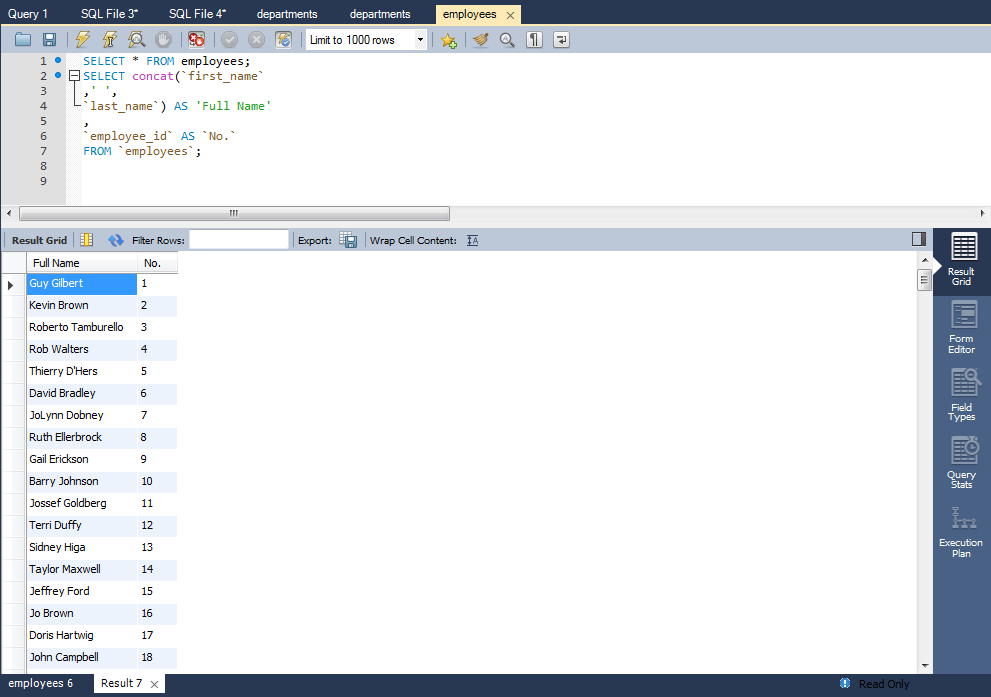 Query 1 SQL File 3* SQL File 4* departments departments employees
Limit to 1000 rows
1 SELECT * FROM employees;
2 SELECT concat(`first_name`
3 ,' ',
4 `last_name`) AS 'Full Name'
5 ,
6 `employee_id` AS `No.`
7 FROM `employees`;
8
9
Result Grid Filter Rows: Export: Wrap Cell Content:
Full Name No.
Guy Gilbert 1
Kevin Brown 2
Roberto Tamburello 3
Rob Walters 4
Thierry D'Hers 5
David Bradley 6
JoLynn Dobney 7
Ruth Ellerbrock 8
Gail Erickson 9
Barry Johnson 10
Jossef Goldberg 11
Terri Duffy 12
Sidney Higa 13
Taylor Maxwell 14
Jeffrey Ford 15
Jo Brown 16
Doris Hartwig 17
John Campbell 18
Result
Grid
Form
Editor
Field
Types
Query
Stats
Execution
Plan
employees 6 Result 7 Read Only